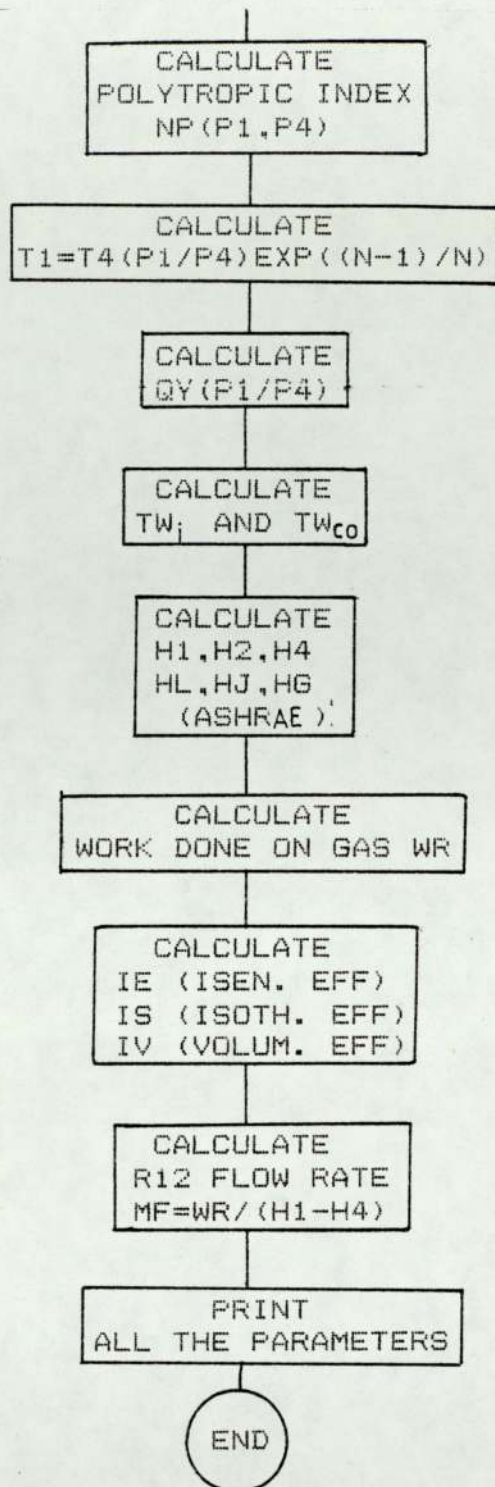 CALCULATE
POLYTROPIC INDEX
NP(P1,P4)
CALCULATE
T1=T4(P1/P4)EXP((N-1)/N)
CALCULATE
QY(P1/P4)
CALCULATE
TWi AND TWco
CALCULATE
H1,H2,H4
HL,HJ,HG
(ASHRAE)
CALCULATE
WORK DONE ON GAS WR
CALCULATE
IE (ISEN. EFF)
IS (ISOTH. EFF)
IV (VOLUM. EFF)
CALCULATE
R12 FLOW RATE
MF=WR/(H1-H4)
PRINT
ALL THE PARAMETERS
END